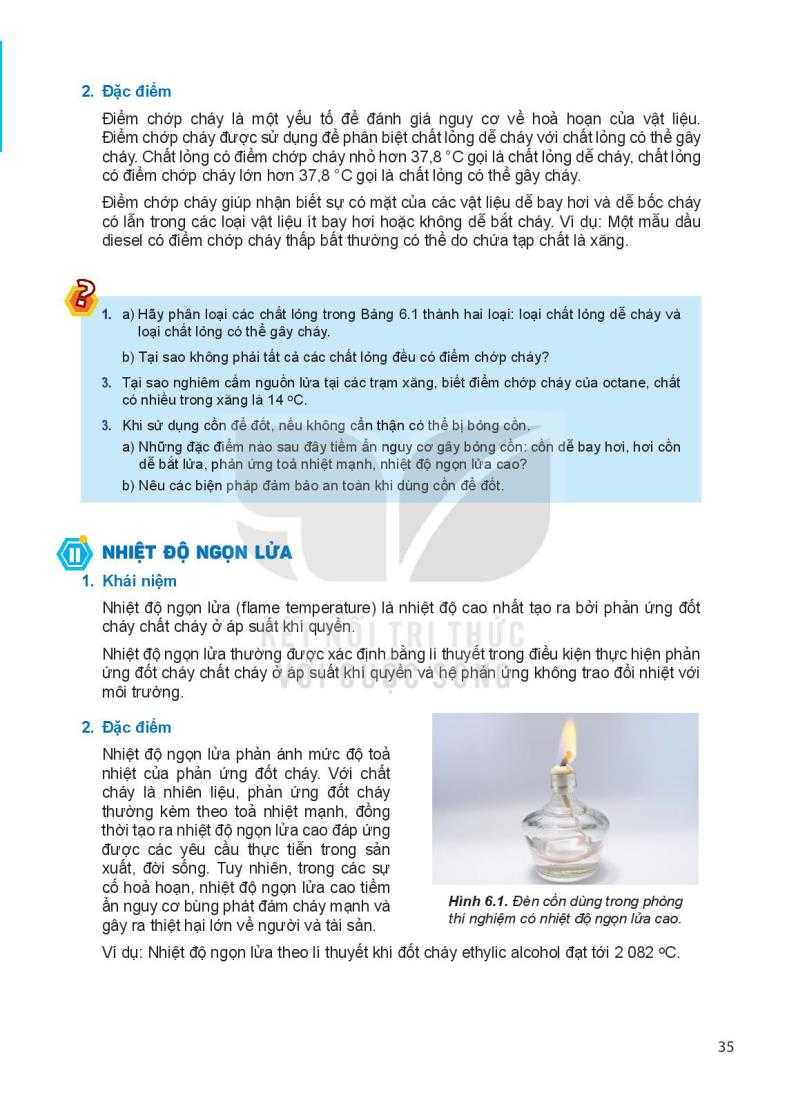 2. Đặc điểm
Điểm chớp cháy là một yếu tố để đánh giá nguy cơ về hoả hoạn của vật liệu.
Điểm chớp cháy được sử dụng để phân biệt chất lỏng dễ cháy với chất lỏng có thể gây
cháy. Chất lỏng có điểm chớp cháy nhỏ hơn 37,8 °C gọi là chất lỏng dễ cháy, chất lỏng
có điểm chớp cháy lớn hơn 37,8 °C gọi là chất lỏng có thể gây cháy.
Điểm chớp cháy giúp nhận biết sự có mặt của các vật liệu dễ bay hơi và dễ bốc cháy
có lẫn trong các loại vật liệu ít bay hơi hoặc không dễ bắt cháy. Ví dụ: Một mẫu dầu
diesel có điểm chớp cháy thấp bất thường có thể do chứa tạp chất là xăng.
?
1. a) Hãy phân loại các chất lỏng trong Bảng 6.1 thành hai loại: loại chất lỏng dễ cháy và
loại chất lỏng có thể gây cháy.
b) Tại sao không phải tất cả các chất lỏng đều có điểm chớp cháy?
3. Tại sao nghiêm cấm nguồn lửa tại các trạm xăng, biết điểm chớp cháy của octane, chất
có nhiều trong xăng là 14 ºC.
3. Khi sử dụng cồn để đốt, nếu không cẩn thận có thể bị bỏng cồn.
a) Những đặc điểm nào sau đây tiềm ẩn nguy cơ gây bỏng cồn: cồn dễ bay hơi, hơi cồn
dễ bắt lửa, phản ứng toả nhiệt mạnh, nhiệt độ ngọn lửa cao?
b) Nêu các biện pháp đảm bảo an toàn khi dùng cồn để đốt.
II NHIỆT ĐỘ NGỌN LỬA
1. Khái niệm
Nhiệt độ ngọn lửa (flame temperature) là nhiệt độ cao nhất tạo ra bởi phản ứng đốt
cháy chất cháy ở áp suất khí quyển.
KẾT NỐI TRI THỨC
Nhiệt độ ngọn lửa thường được xác định bằng lí thuyết trong điều kiện thực hiện phản
ứng đốt cháy chất cháy ở áp suất khí quyển và hệ phản ứng không trao đổi nhiệt với
VỚI CUỘC SỐNG
môi trường.
2. Đặc điểm
Nhiệt độ ngọn lửa phản ánh mức độ toả
nhiệt của phản ứng đốt cháy. Với chất
cháy là nhiên liệu, phản ứng đốt cháy
thường kèm theo toả nhiệt mạnh, đồng
thời tạo ra nhiệt độ ngọn lửa cao đáp ứng
được các yêu cầu thực tiễn trong sản
xuất, đời sống. Tuy nhiên, trong các sự
cố hoả hoạn, nhiệt độ ngọn lửa cao tiềm
ẩn nguy cơ bùng phát đám cháy mạnh và
gây ra thiệt hại lớn về người và tài sản.
Hình 6.1. Đèn cồn dùng trong phòng
thí nghiệm có nhiệt độ ngọn lửa cao.
Ví dụ: Nhiệt độ ngọn lửa theo lí thuyết khi đốt cháy ethylic alcohol đạt tới 2 082 ºC.
35